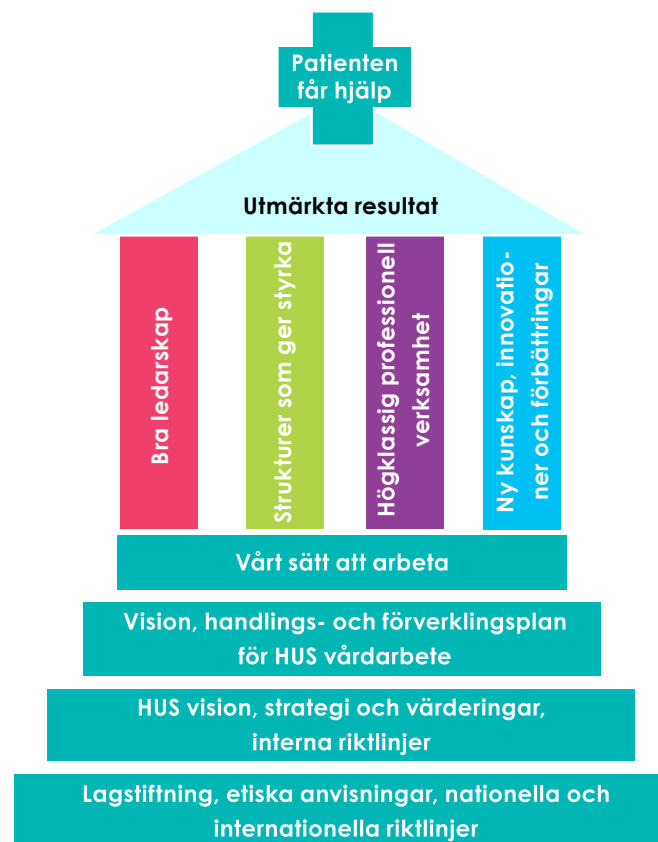 Patienten
får hjälp
Utmärkta resultat
Bra ledarskap
Strukturer som ger styrka
Högklassig professionell
verksamhet
Ny kunskap, innovatio-
ner och förbättringar
Vårt sätt att arbeta
Vision, handlings- och förverklingsplan
för HUS vårdarbete
HUS vision, strategi och värderingar,
interna riktlinjer
Lagstiftning, etiska anvisningar, nationella och
internationella riktlinjer